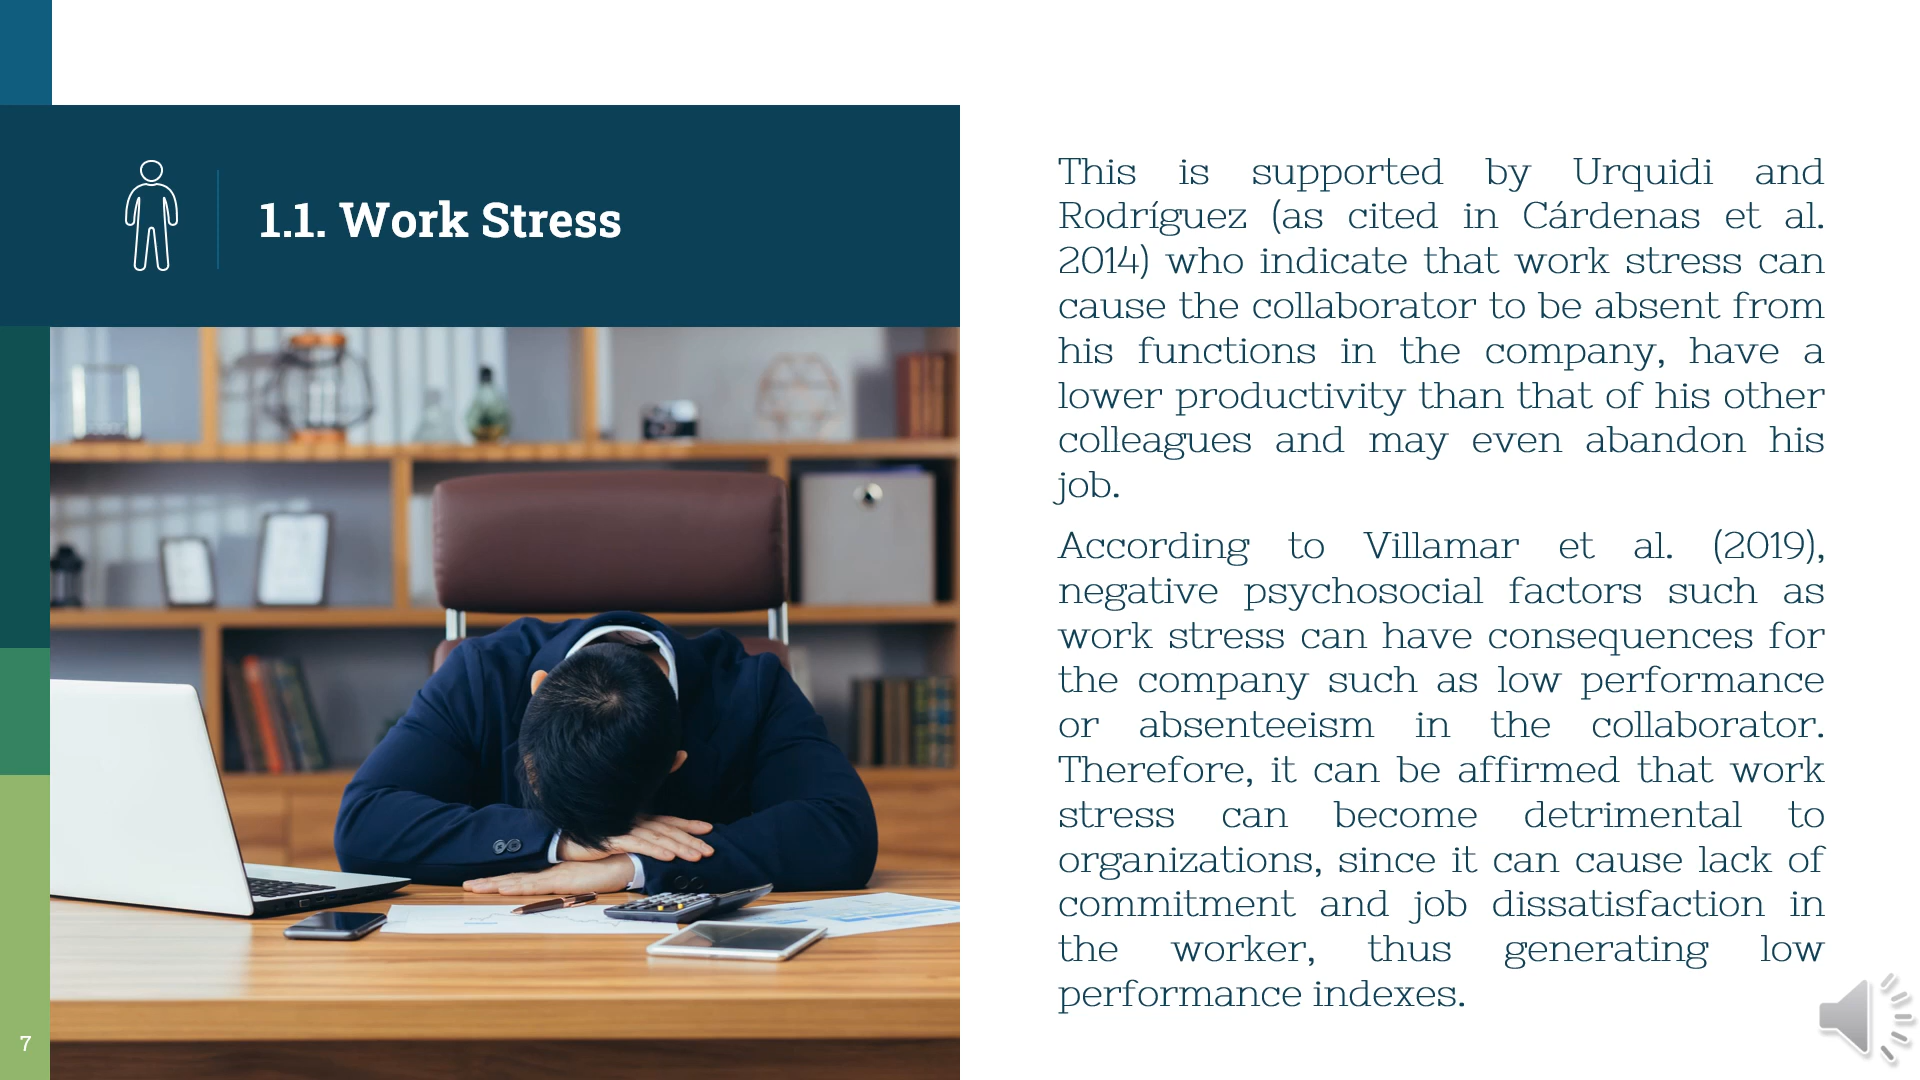 1.1. Work Stress
This is supported by Urquidi and
Rodríguez (as cited in Cárdenas et al.
2014) who indicate that work stress can
cause the collaborator to be absent from
his functions in the company, have a
lower productivity than that of his other
colleagues and may even abandon his
job.
According to Villamar et al. (2019),
negative psychosocial factors such as
work stress can have consequences for
the company such as low performance
or absenteeism in the collaborator.
Therefore, it can be affirmed that work
stress can become detrimental to
organizations, since it can cause lack of
commitment and job dissatisfaction in
the worker, thus generating low
performance indexes.
7